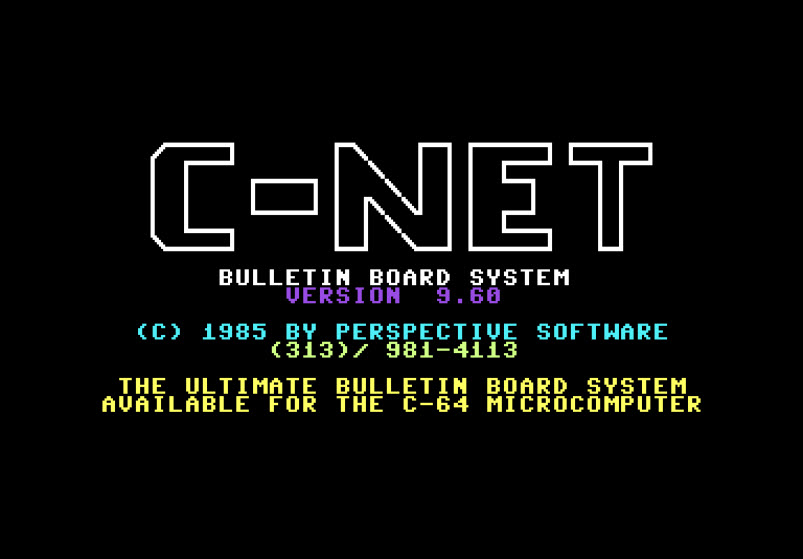 C-NET
BULLETIN BOARD SYSTEM
VERSION  9.60
(C) 1985 BY PERSPECTIVE SOFTWARE
(313)/ 981-4113
THE ULTIMATE BULLETIN BOARD SYSTEM
AVAILABLE FOR THE C-64 MICROCOMPUTER